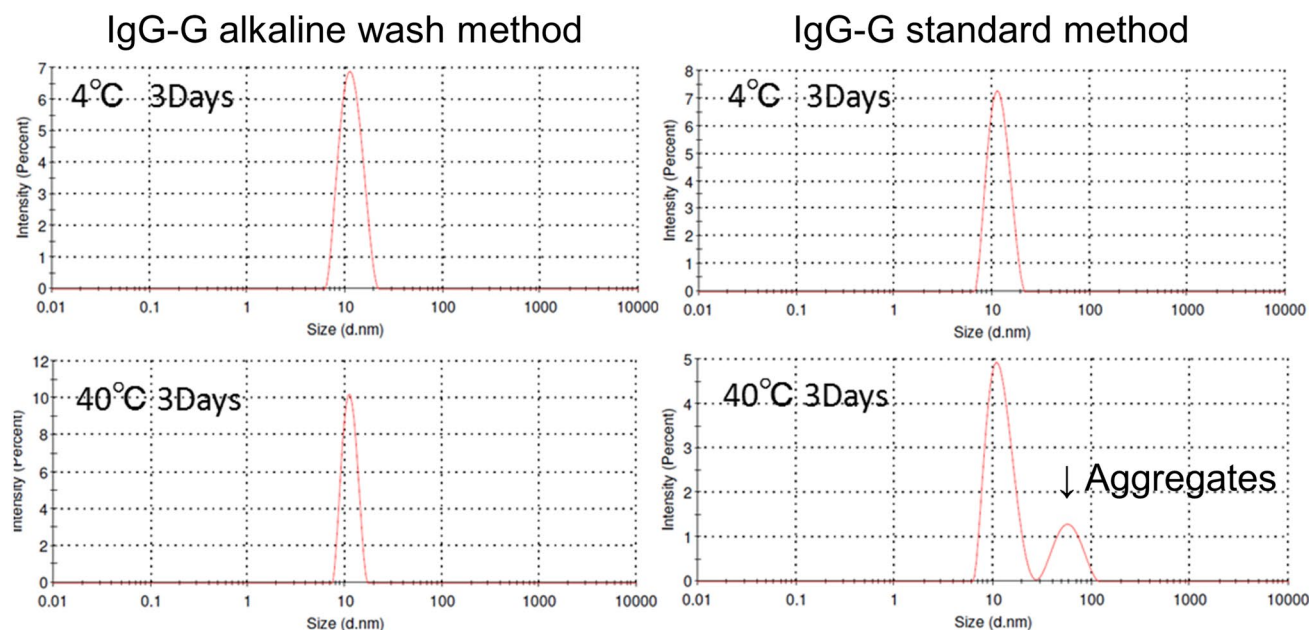 IgG-G alkaline wash method
IgG-G standard method
4℃ 3Days
7
6
5
4
3
2
1
0
Intensity (Percent)
0.01 0.1 1 10 100 1000 10000
Size (d.nm)
4℃ 3Days
8
7
6
5
4
3
2
1
0
Intensity (Percent)
0.01 0.1 1 10 100 1000 10000
Size (d.nm)
40℃ 3Days
12
10
8
6
4
2
0
Intensity (Percent)
0.01 0.1 1 10 100 1000 10000
Size (d.nm)
40℃ 3Days
5
4
3
2
1
0
Intensity (Percent)
↓ Aggregates
0.01 0.1 1 10 100 1000 10000
Size (d.nm)